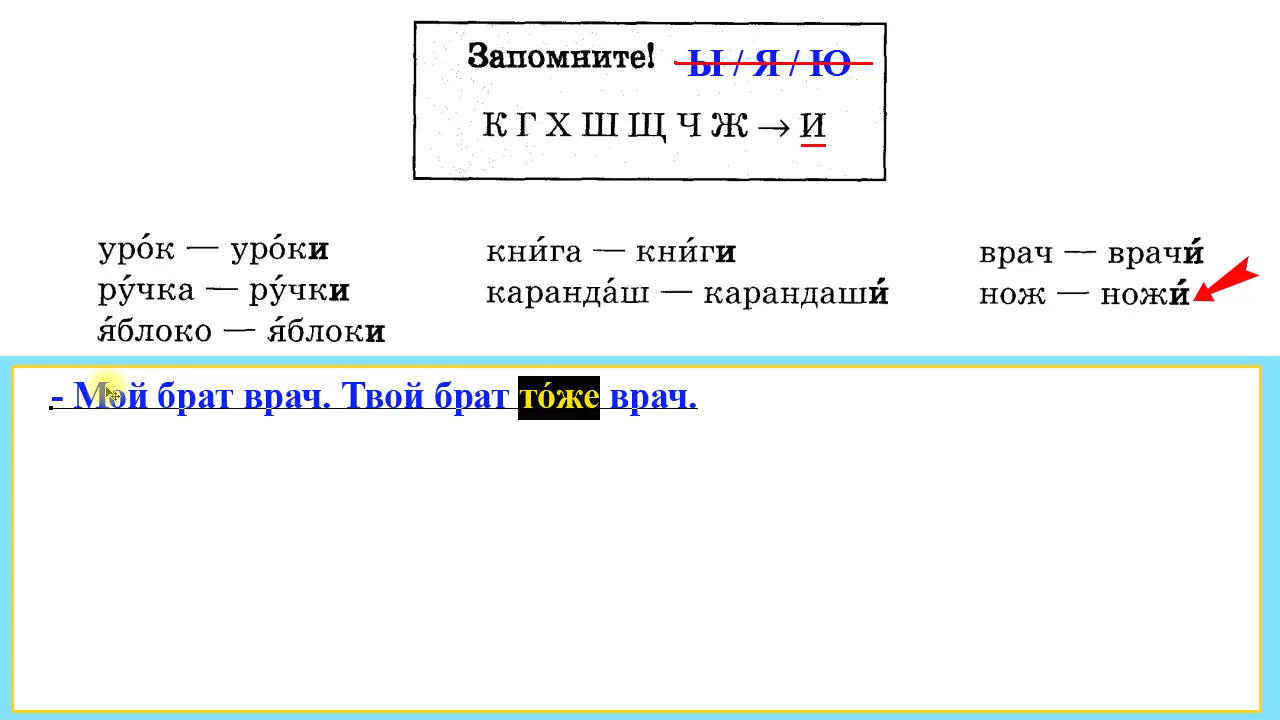 Запомните! Ы / Я / Ю
К Г Х Ш Щ Ч Ж → И
уро́к — уро́ки кни́га — кни́ги врач — врачи́
ру́чка — ру́чки каранда́ш — карандаши́ нож — ножи́
я́блоко — я́блоки
- Мой брат врач. Твой брат то́же врач.